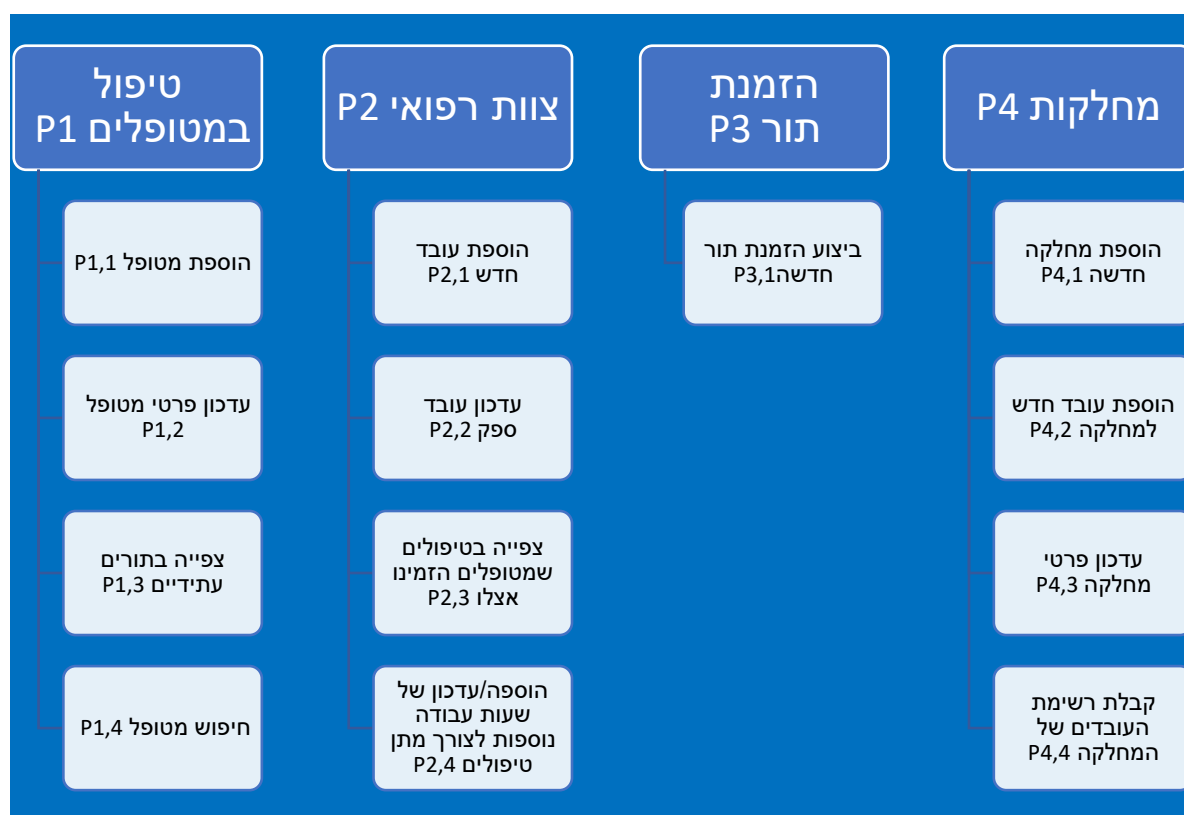 טיפול
במטופלים P1
הוספת מטופל P1,1
עדכון פרטי מטופל
P1,2
צפייה בתורים
עתידיים P1,3
חיפוש מטופל P1,4
צוות רפואי P2
הוספת עובד
חדש P2,1
עדכון עובד
ספק P2,2
צפייה בטיפולים
שמטופלים הזמינו
אצלו P2,3
הוספה/עדכון של
שעות עבודה
נוספות לצורך מתן
טיפולים P2,4
הזמנת
תור P3
ביצוע הזמנת תור
חדשהP3,1
מחלקות P4
הוספת מחלקה
חדשה P4,1
הוספת עובד חדש
למחלקה P4,2
עדכון פרטי
מחלקה P4,3
קבלת רשימת
העובדים של
המחלקה P4,4